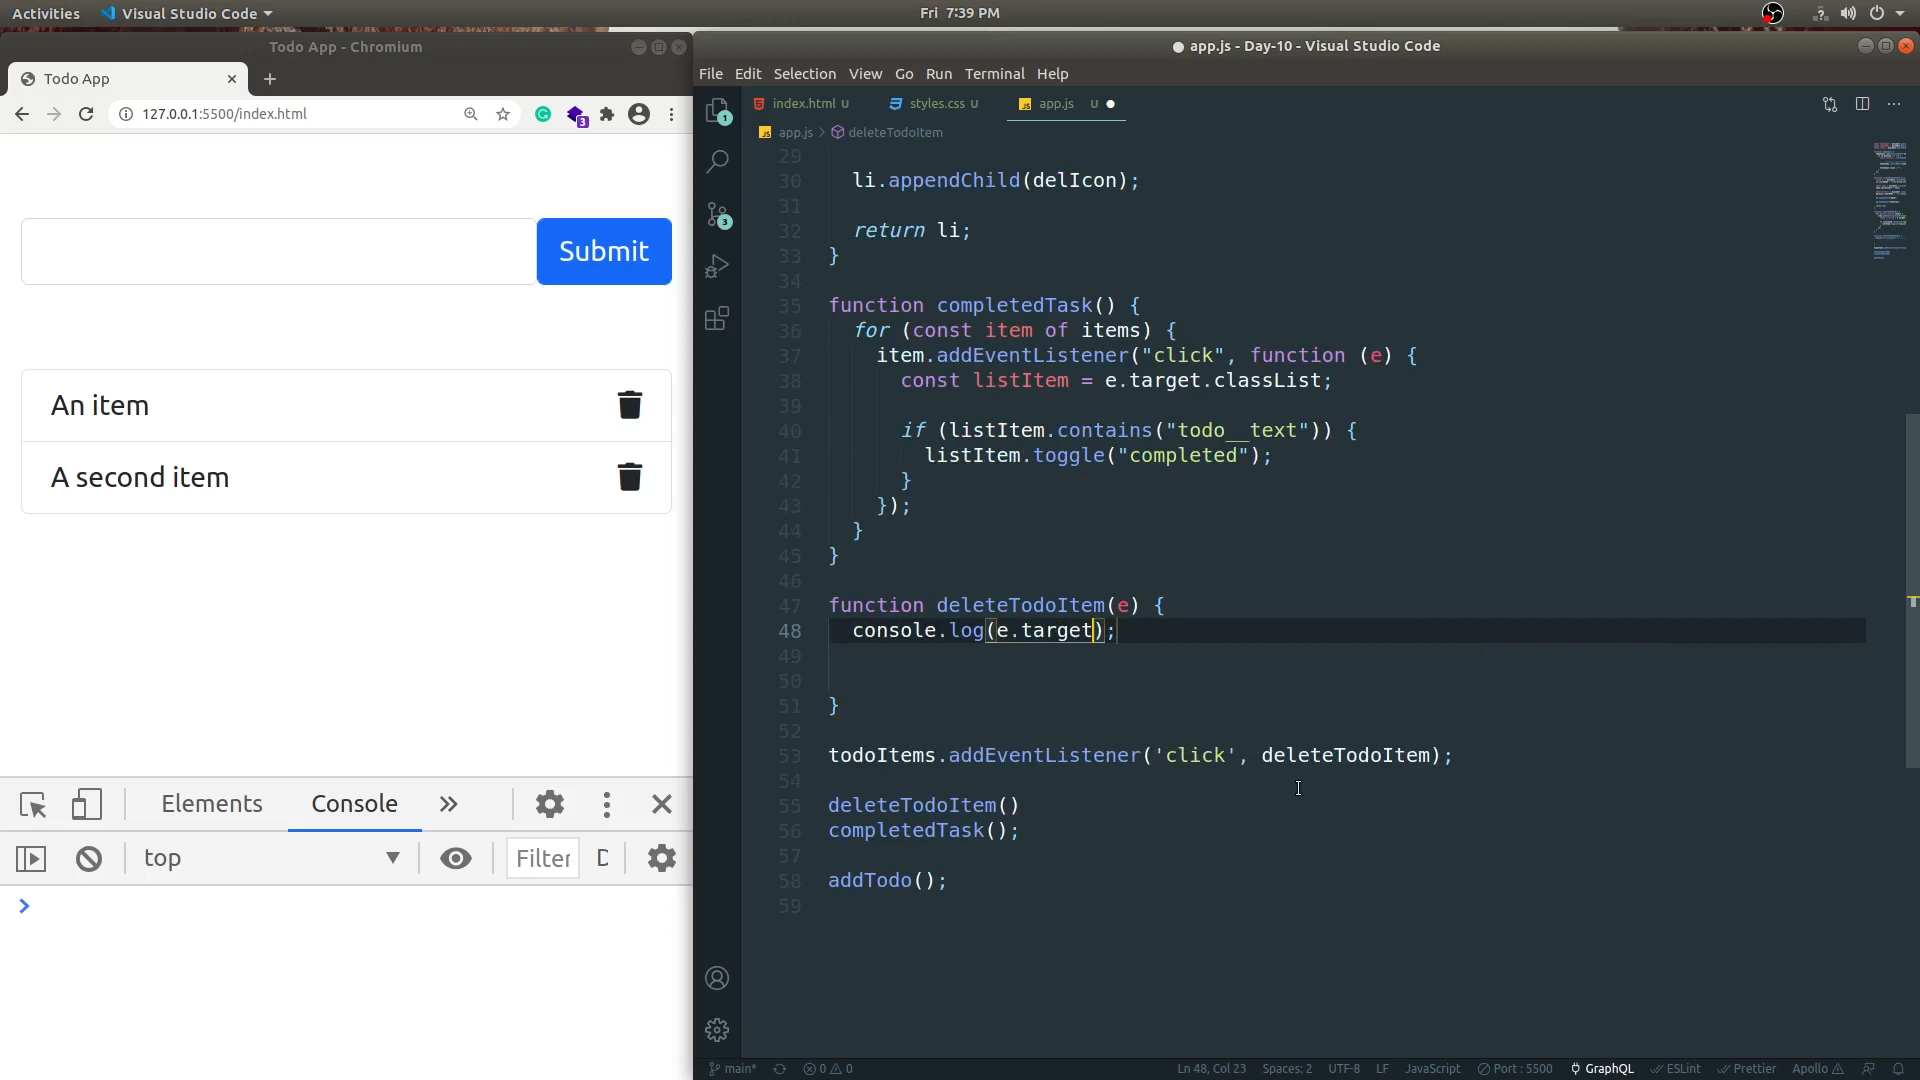 Activities
Visual Studio Code
Fri 7:39 PM
Todo App - Chromium
Todo App
127.0.0.1:5500/index.html
3
Submit
An item
A second item
Elements
Console
top
Filter
D
app.js - Day-10 - Visual Studio Code
File Edit Selection View Go Run Terminal Help
index.html U
styles.css U
app.js U
app.js > deleteTodoItem
1
3
29
30 li.appendChild(delIcon);
31
32 return li;
33 }
34
35 function completedTask() {
36 for (const item of items) {
37 item.addEventListener("click", function (e) {
38 const listItem = e.target.classList;
39
40 if (listItem.contains("todo__text")) {
41 listItem.toggle("completed");
42 }
43 });
44 }
45 }
46
47 function deleteTodoItem(e) {
48 console.log(e.target);
49
50
51 }
52
53 todoItems.addEventListener('click', deleteTodoItem);
54
55 deleteTodoItem()
56 completedTask();
57
58 addTodo();
59
main* 0 0 Ln 48, Col 23 Spaces: 2 UTF-8 LF JavaScript Port : 5500 GraphQL ESLint Prettier Apollo